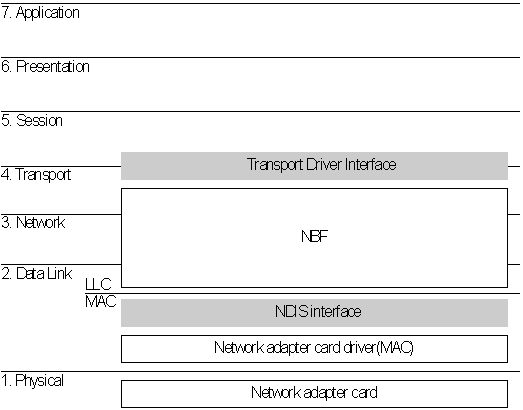 7. Application
6. Presentation
5. Session
Transport Driver Interface
4. Transport
3. Network
NBF
2. Data Link
LLC
MAC
NDIS interface
Network adapter card driver(MAC)
1. Physical
Network adapter card